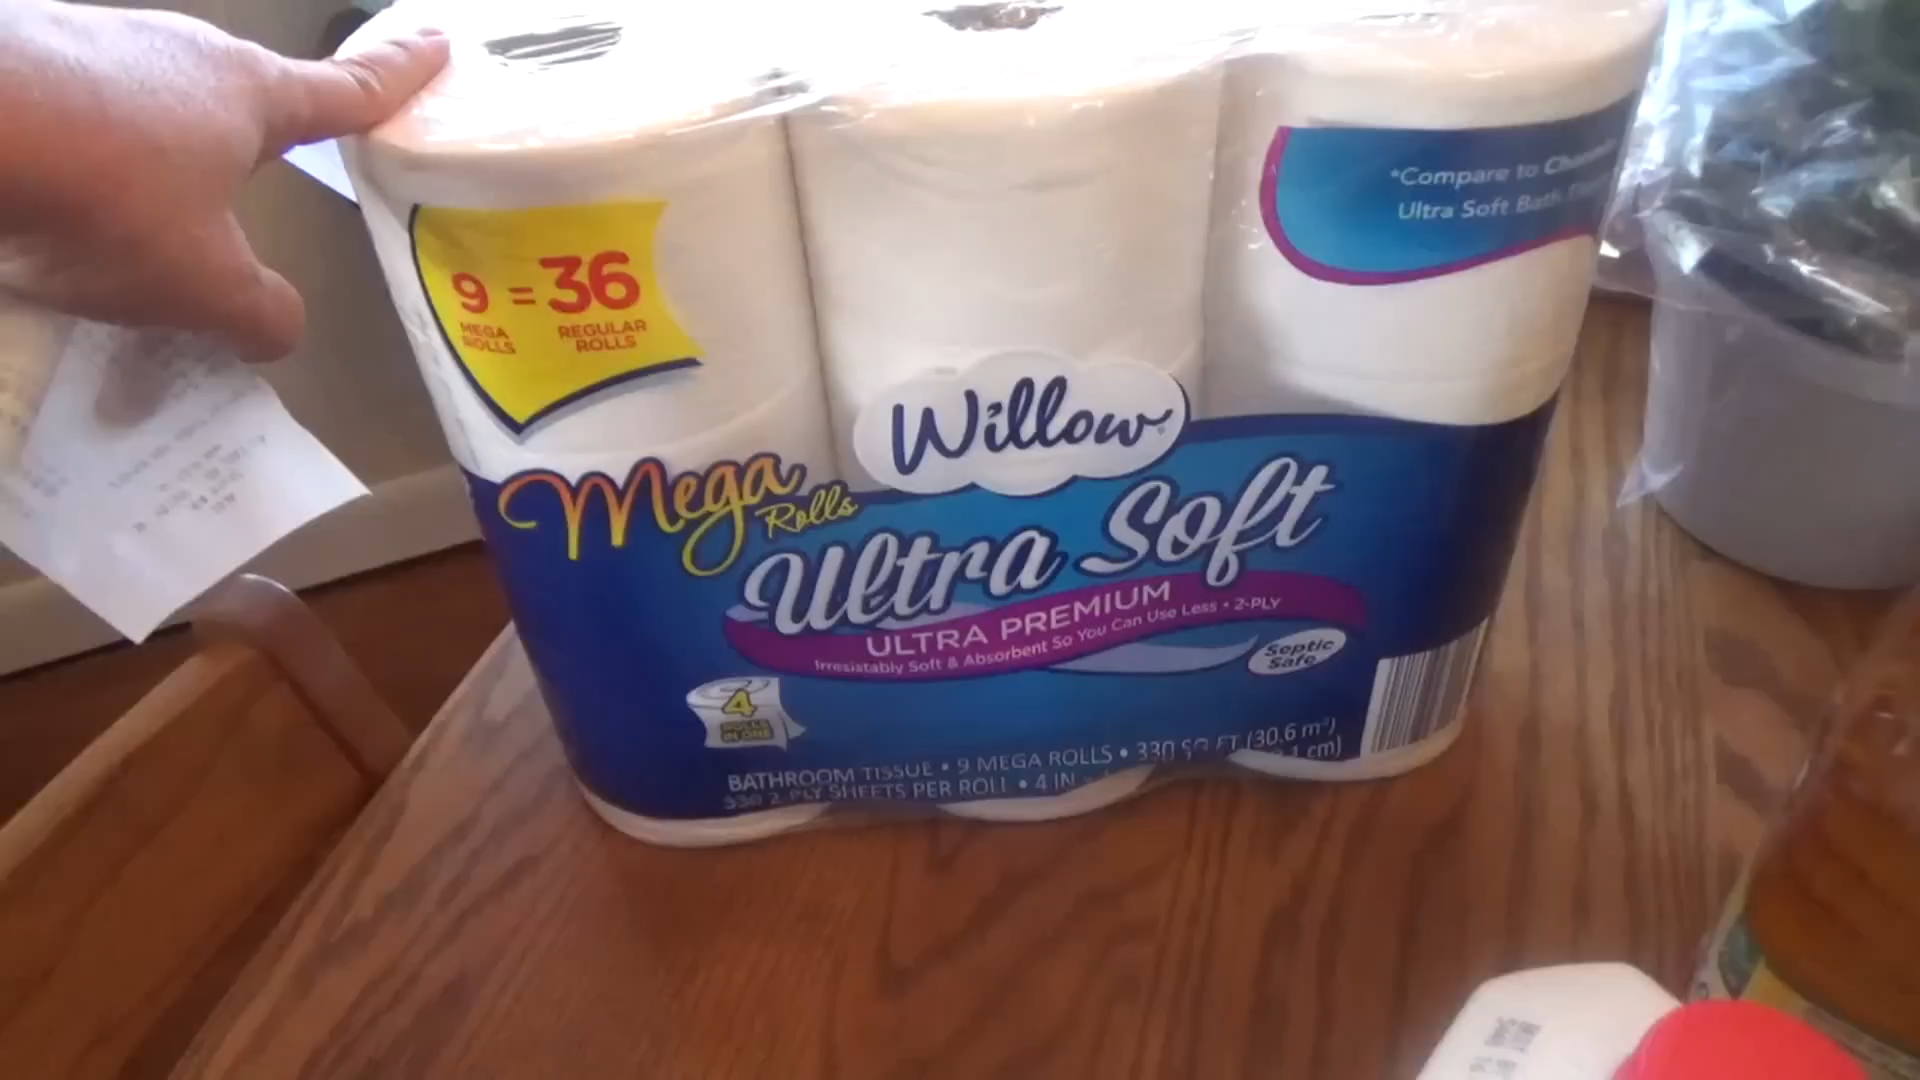 *Compare to
Ultra Soft Bath
9 = 36
MEGA ROLLS
REGULAR ROLLS
Willow
Mega
Rolls
Ultra Soft
ULTRA PREMIUM
Irresistably Soft & Absorbent So You Can Use Less • 2-PLY
Septic
Safe
4
ROLLS
IN ONE
BATHROOM TISSUE • 9 MEGA ROLLS • 330 SQ FT (30.6 m²)
330 2-PLY SHEETS PER ROLL • 4 IN